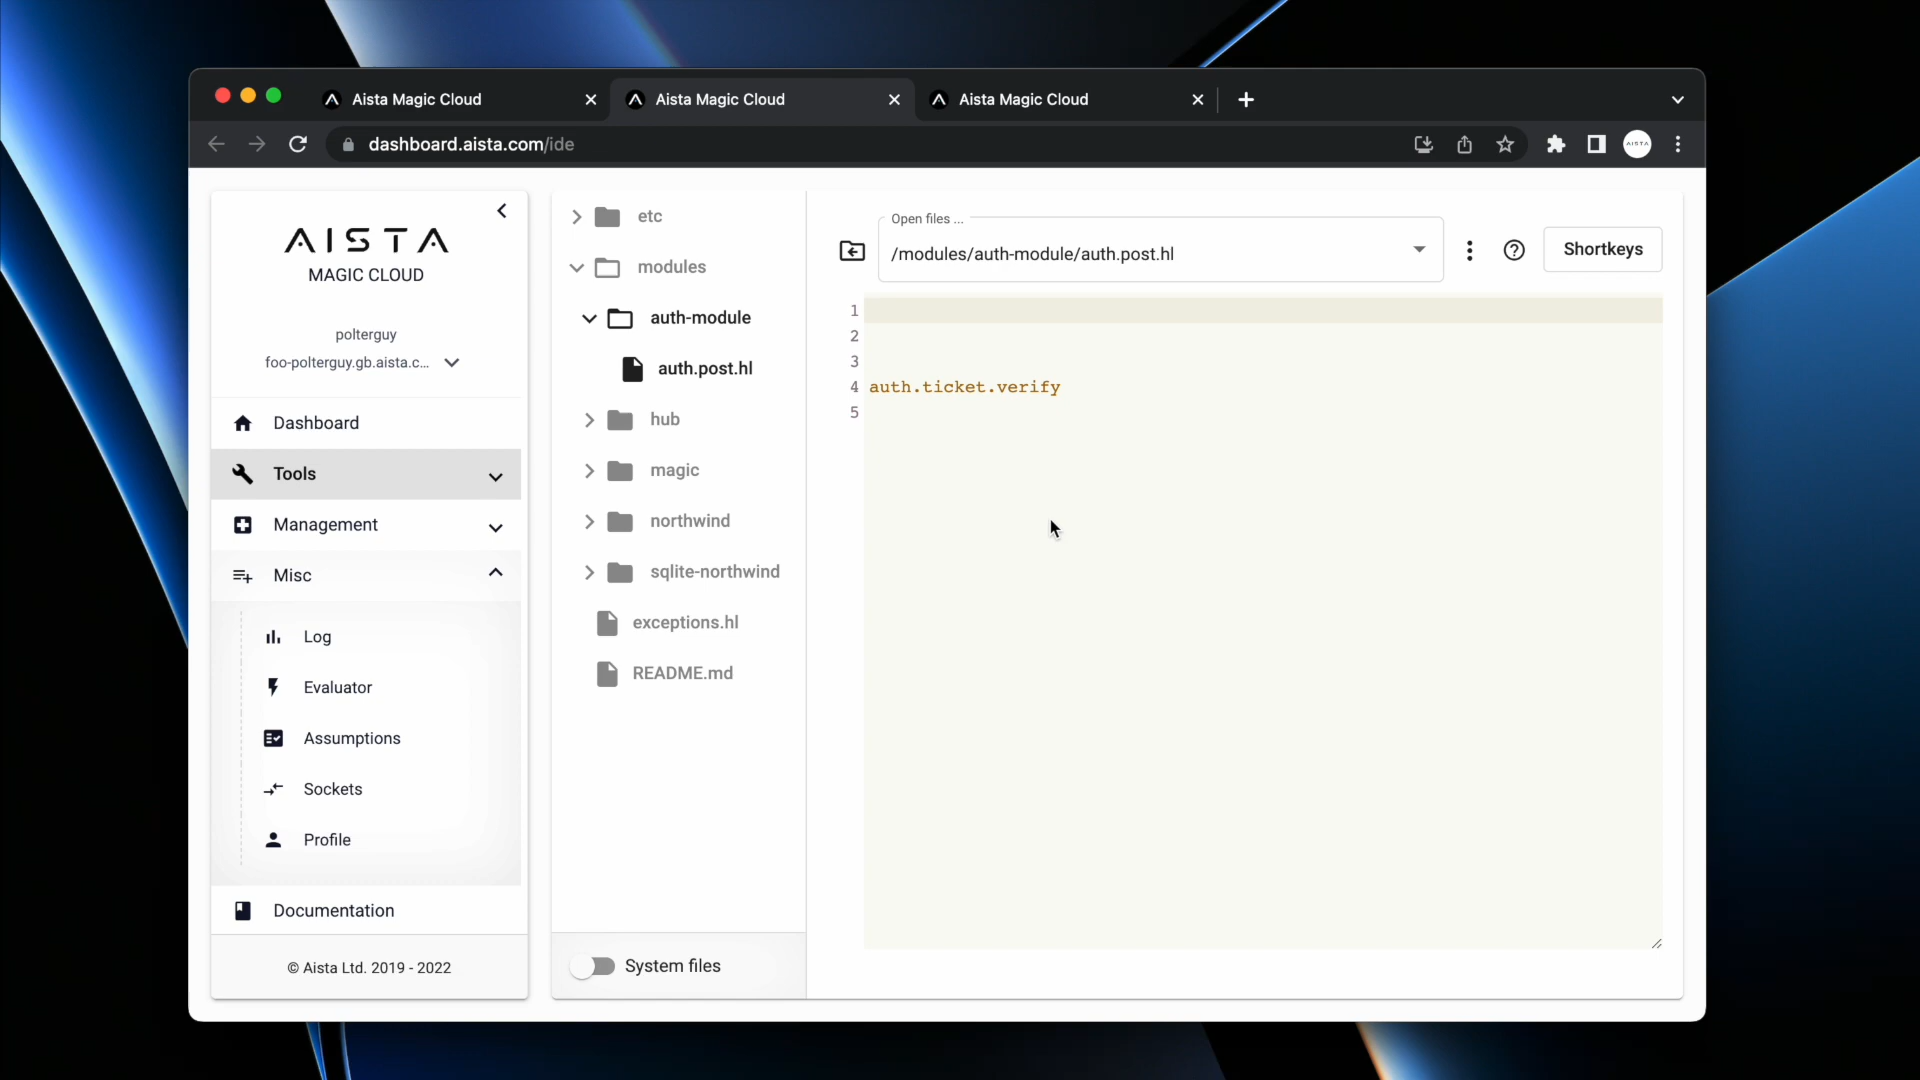 Aista Magic Cloud
Aista Magic Cloud
Aista Magic Cloud
dashboard.aista.com/ide
AISTA
AISTA
MAGIC CLOUD
polterguy
foo-polterguy.gb.aista.c...
Dashboard
Tools
Management
Misc
Log
Evaluator
Assumptions
Sockets
Profile
Documentation
© Aista Ltd. 2019 - 2022
etc
modules
auth-module
auth.post.hl
hub
magic
northwind
sqlite-northwind
exceptions.hl
README.md
System files
Open files ...
/modules/auth-module/auth.post.hl
Shortkeys
1
2
3
4 auth.ticket.verify
5